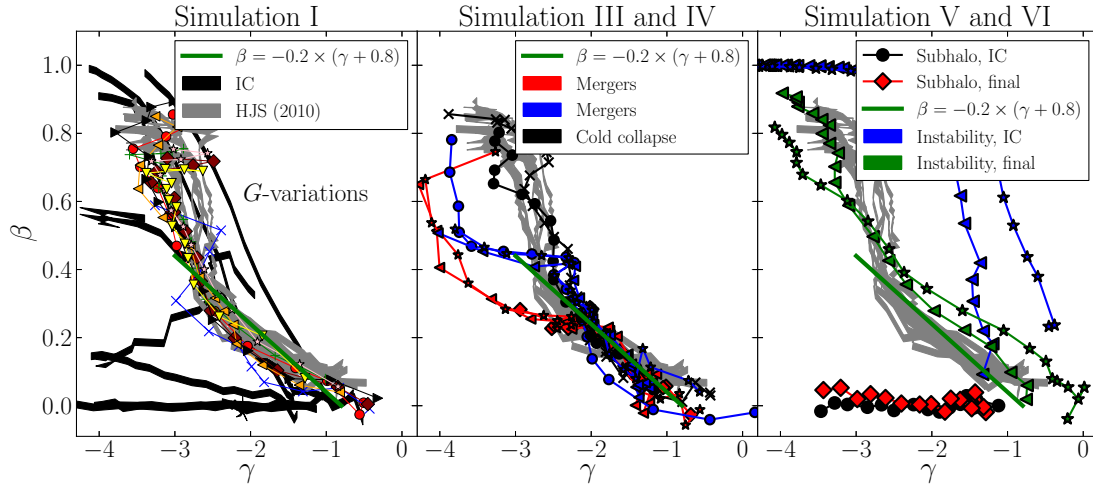 Simulation I
Simulation III and IV
Simulation V and VI
β = −0.2 × (γ + 0.8)
IC
HJS (2010)
G-variations
β = −0.2 × (γ + 0.8)
Mergers
Mergers
Cold collapse
Subhalo, IC
Subhalo, final
β = −0.2 × (γ + 0.8)
Instability, IC
Instability, final
β
1.0
0.8
0.6
0.4
0.2
0.0
−4 −3 −2 −1 0
−4 −3 −2 −1 0
−4 −3 −2 −1 0
γ
γ
γ